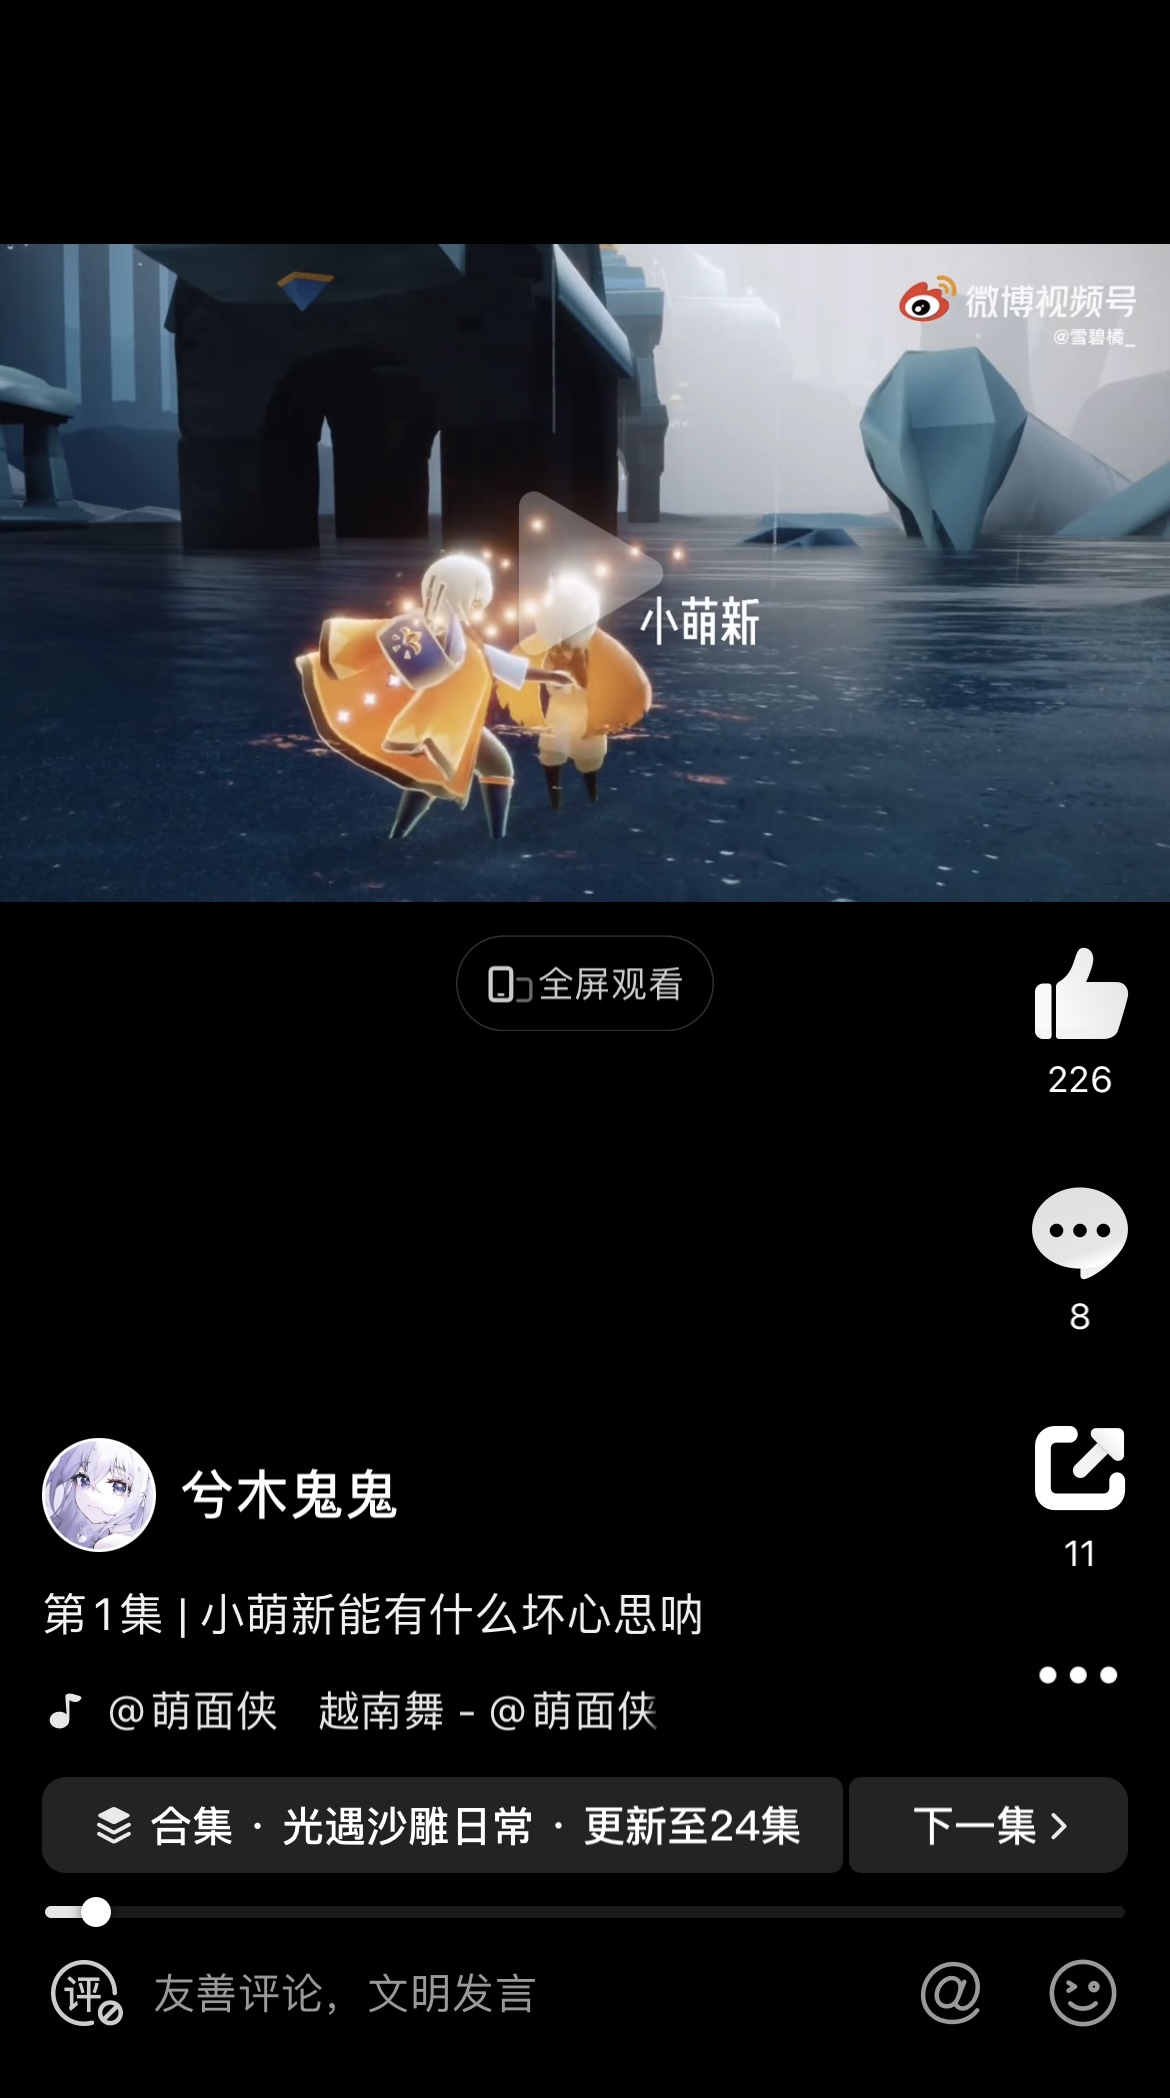 微博视频号
@雪碧橘_
小萌新
全屏观看
226
8
11
兮木鬼鬼
第1集 | 小萌新能有什么坏心思呐
@萌面侠 越南舞 - @萌面侠
合集 · 光遇沙雕日常 · 更新至24集
下一集
评
友善评论，文明发言